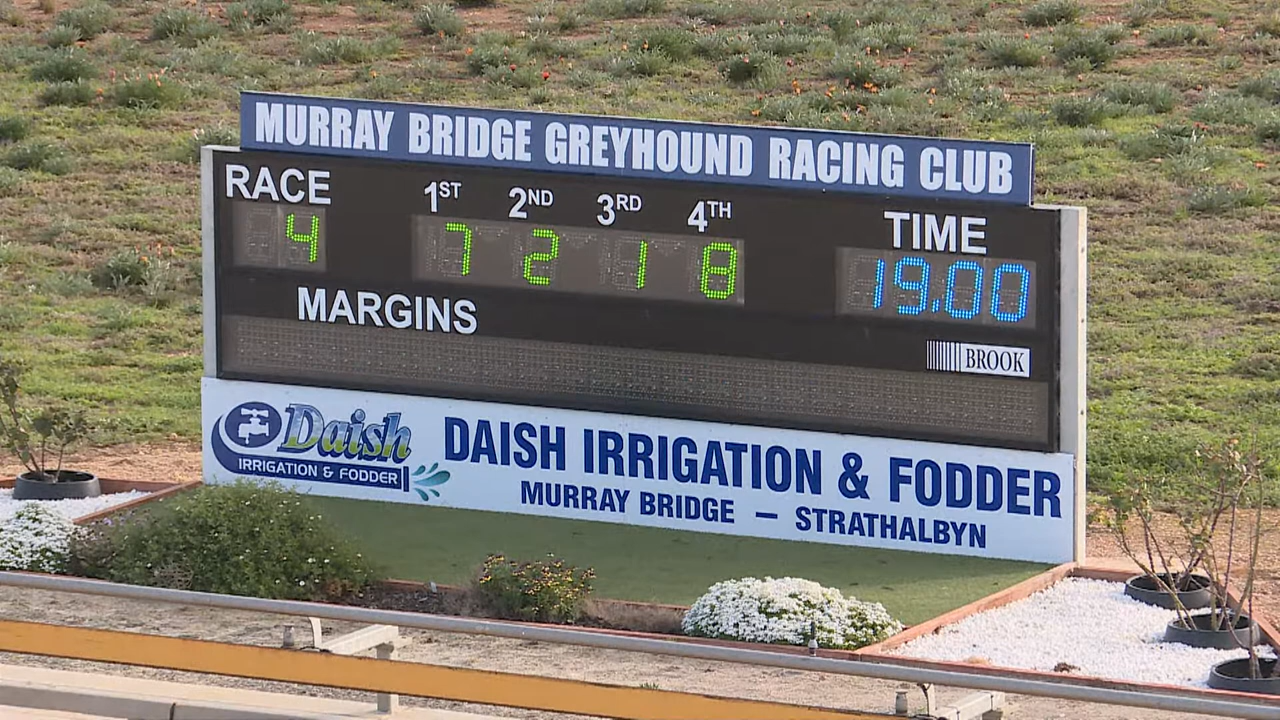 MURRAY BRIDGE GREYHOUND RACING CLUB
RACE 1ST 2ND 3RD 4TH TIME
4 7 2 1 8 19.00
MARGINS
BROOK
Daish
IRRIGATION & FODDER
DAISH IRRIGATION & FODDER
MURRAY BRIDGE – STRATHALBYN